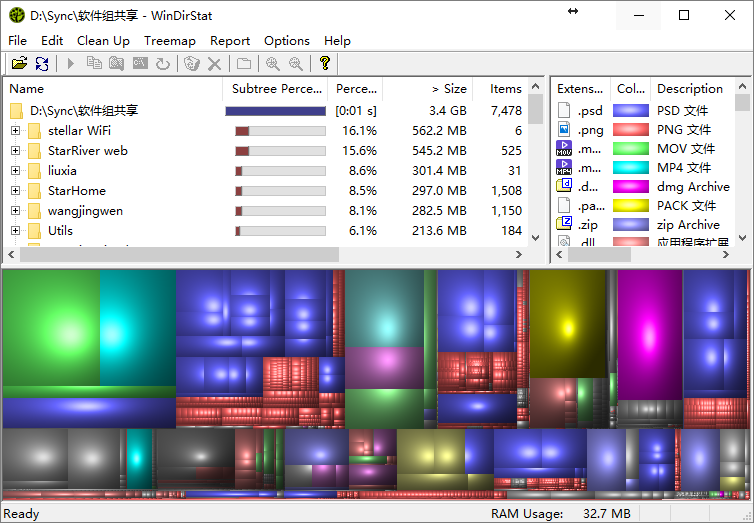 D:\Sync\软件组共享 - WinDirStat
File Edit Clean Up Treemap Report Options Help
Name Subtree Perce... Perce... > Size Items
D:\Sync\软件组共享 [0:01 s] 3.4 GB 7,478
stellar WiFi 16.1% 562.2 MB 6
StarRiver web 15.6% 545.2 MB 525
liuxia 8.6% 301.4 MB 31
StarHome 8.5% 297.0 MB 1,508
wangjingwen 8.1% 282.5 MB 1,150
Utils 6.1% 213.6 MB 184
Extens... Col... Description
.psd PSD 文件
.png PNG 文件
MOV .m... MOV 文件
MP4 .m... MP4 文件
d .d... dmg Archive
.pa... PACK 文件
Z .zip zip Archive
.dll 应用程序扩展
Ready RAM Usage: 32.7 MB